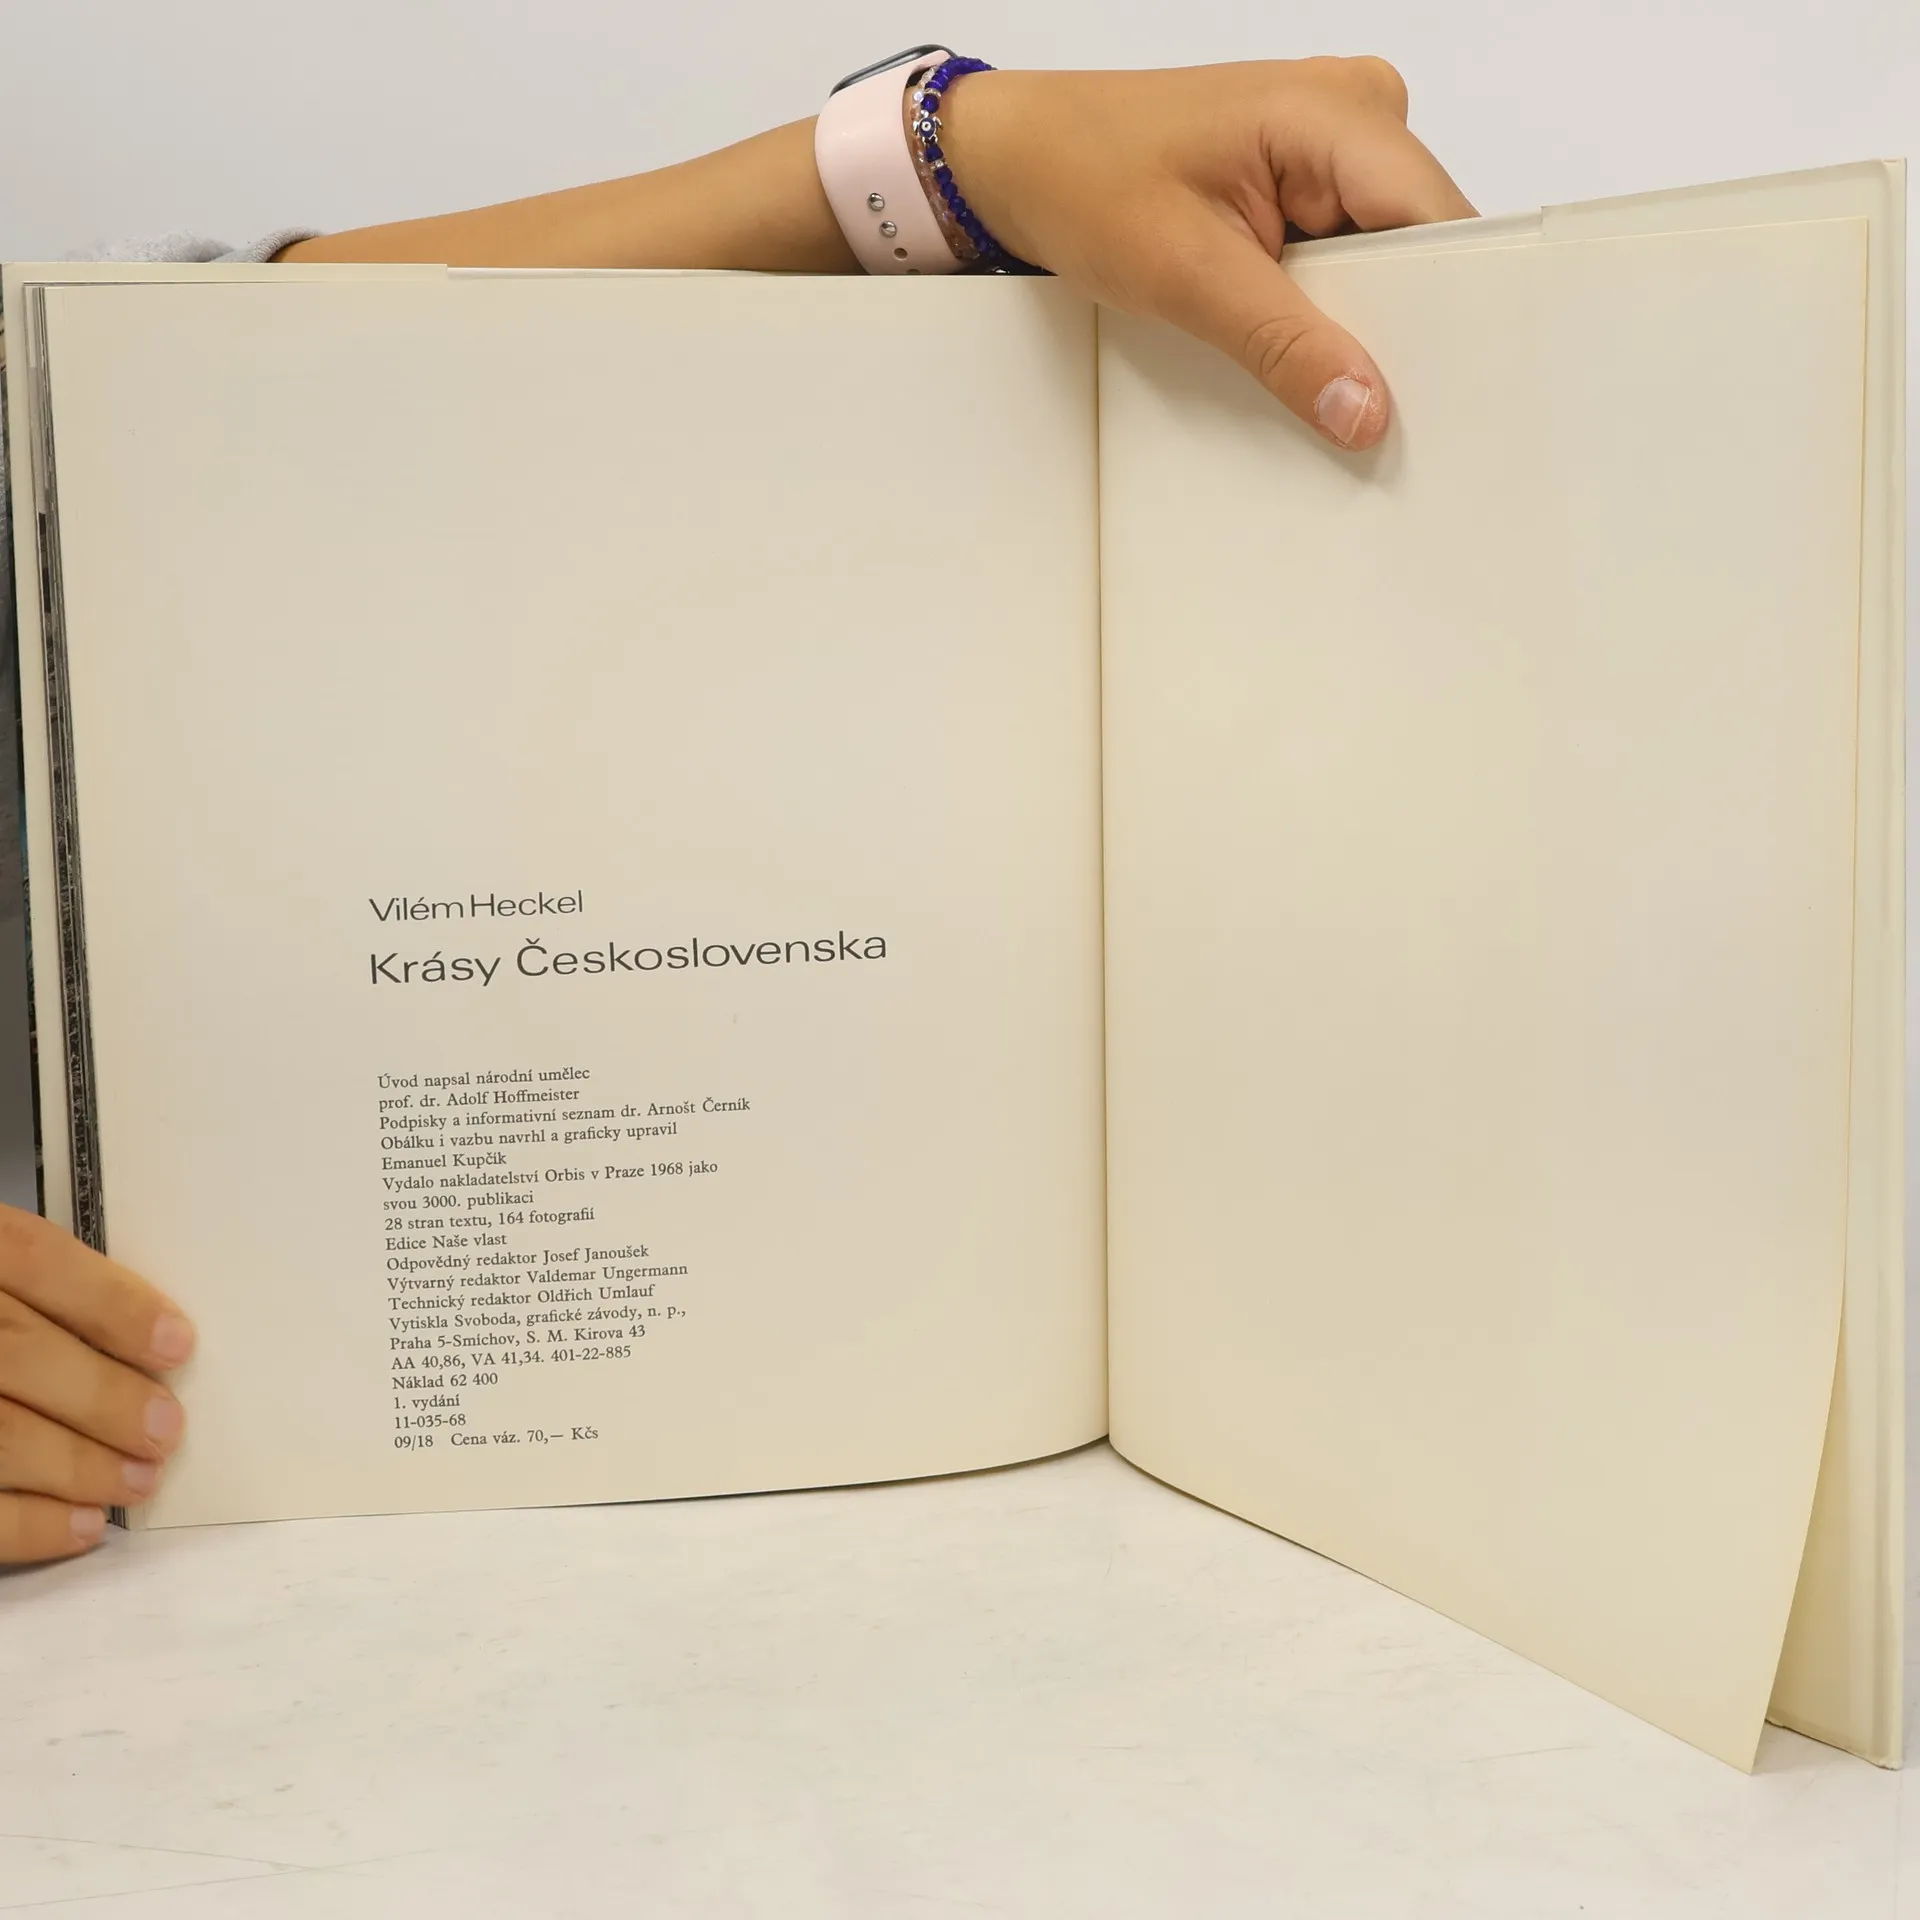 Vilém Heckel
Krásy Československa
Úvod napsal národní umělec
prof. dr. Adolf Hoffmeister
Podpisky a informativní seznam dr. Arnošt Černík
Obálku i vazbu navrhl a graficky upravil
Emanuel Kupčík
Vydalo nakladatelství Orbis v Praze 1968 jako
svou 3000. publikaci
28 stran textu, 164 fotografií
Edice Naše vlast
Odpovědný redaktor Josef Janoušek
Výtvarný redaktor Valdemar Ungermann
Technický redaktor Oldřich Umlauf
Vytiskla Svoboda, grafické závody, n. p.,
Praha 5-Smíchov, S. M. Kirova 43
AA 40,86, VA 41,34. 401-22-885
Náklad 62 400
1. vydání
11-035-68
09/18 Cena váz. 70,— Kčs